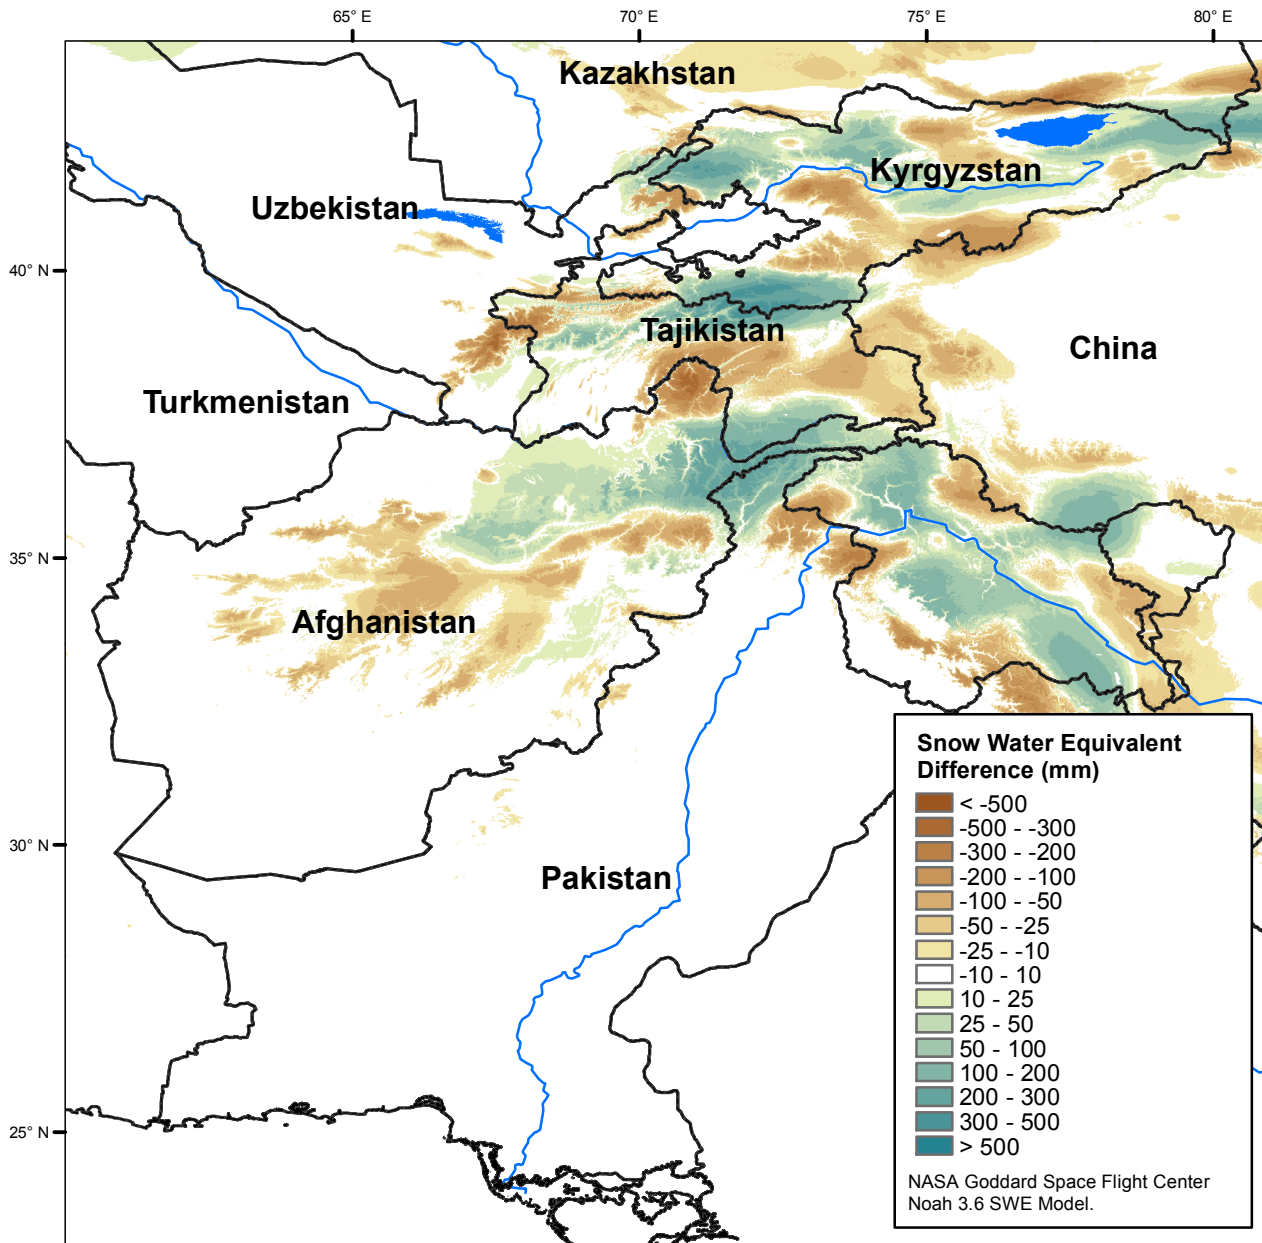 65° E
70° E
75° E
80° E
Kazakhstan
Kyrgyzstan
Uzbekistan
40° N
Tajikistan
China
Turkmenistan
35° N
Afghanistan
Snow Water Equivalent
Difference (mm)
< -500
-500 - -300
-300 - -200
-200 - -100
-100 - -50
-50 - -25
-25 - -10
-10 - 10
10 - 25
25 - 50
50 - 100
100 - 200
200 - 300
300 - 500
> 500
NASA Goddard Space Flight Center
Noah 3.6 SWE Model.
30° N
Pakistan
25° N